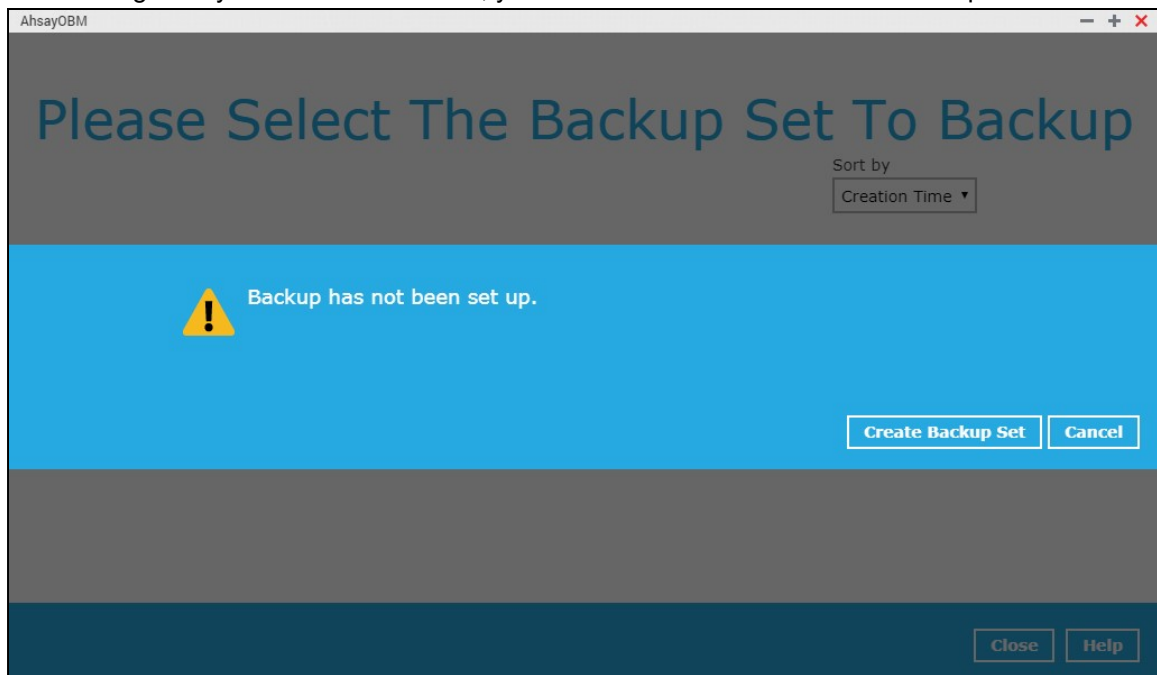 AhsayOBM
Please Select The Backup Set To Backup
Sort by
Creation Time
Backup has not been set up.
Create Backup Set Cancel
Close Help